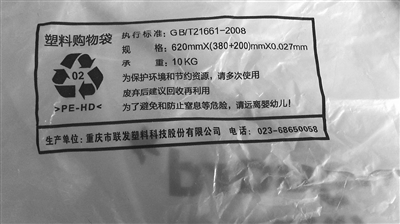 塑料购物袋
02
>PE-HD<
执行标准：GB/T21661-2008
规    格：620mmX(380+200)mmX0.027mm
承    重：10KG
为保护环境和节约资源，请多次使用
废弃后建议回收再利用
为了避免和防止窒息等危险，请远离婴幼儿！
生产单位：重庆市联发塑料科技股份有限公司  电话：023-68650058